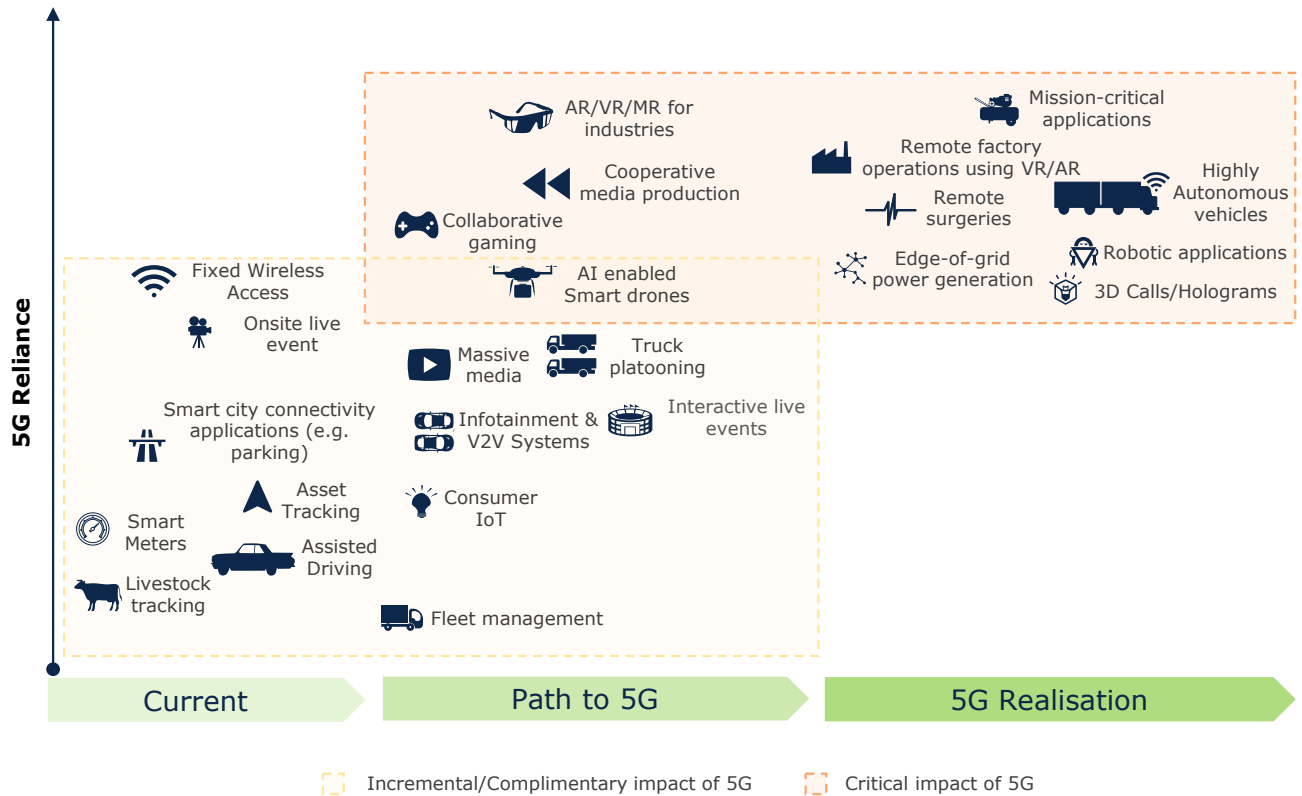 5G Reliance
AR/VR/MR for
industries
Cooperative
media production
Collaborative
gaming
AI enabled
Smart drones
Mission-critical
applications
Remote factory
operations using VR/AR
Remote
surgeries
Highly
Autonomous
vehicles
Edge-of-grid
power generation
Robotic applications
3D Calls/Holograms
Fixed Wireless
Access
Onsite live
event
Massive
media
Truck
platooning
Smart city connectivity
applications (e.g.
parking)
Infotainment &
V2V Systems
Interactive live
events
Asset
Tracking
Consumer
IoT
Smart
Meters
Assisted
Driving
Livestock
tracking
Fleet management
Current
Path to 5G
5G Realisation
Incremental/Complimentary impact of 5G
Critical impact of 5G